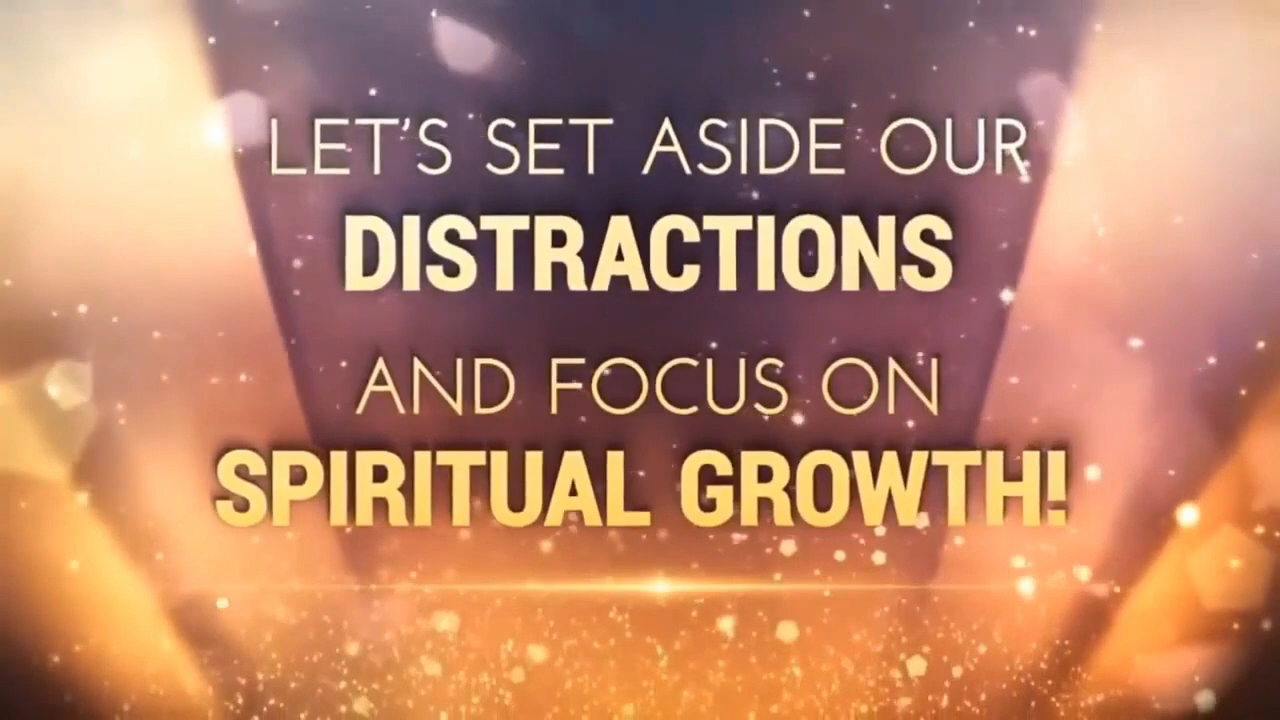 LET'S SET ASIDE OUR
DISTRACTIONS
AND FOCUS ON
SPIRITUAL GROWTH!